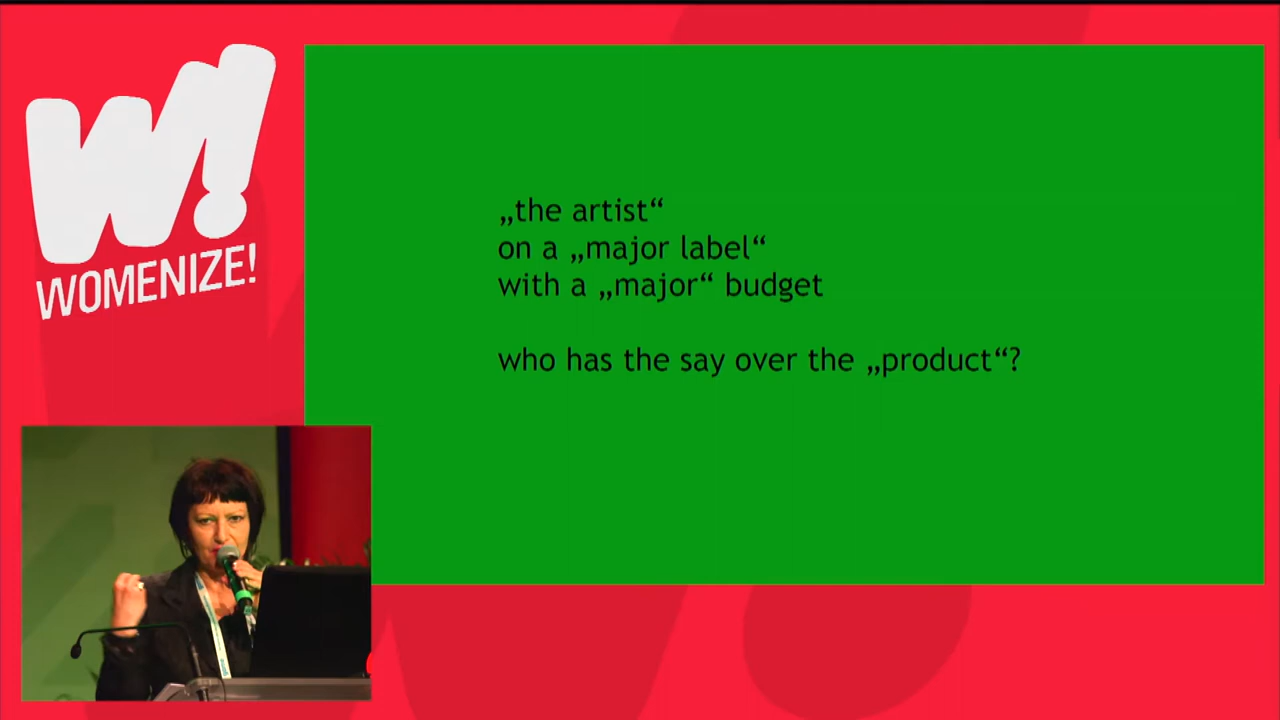 W!
WOMENIZE!
„the artist“
on a „major label“
with a „major“ budget
who has the say over the „product“?